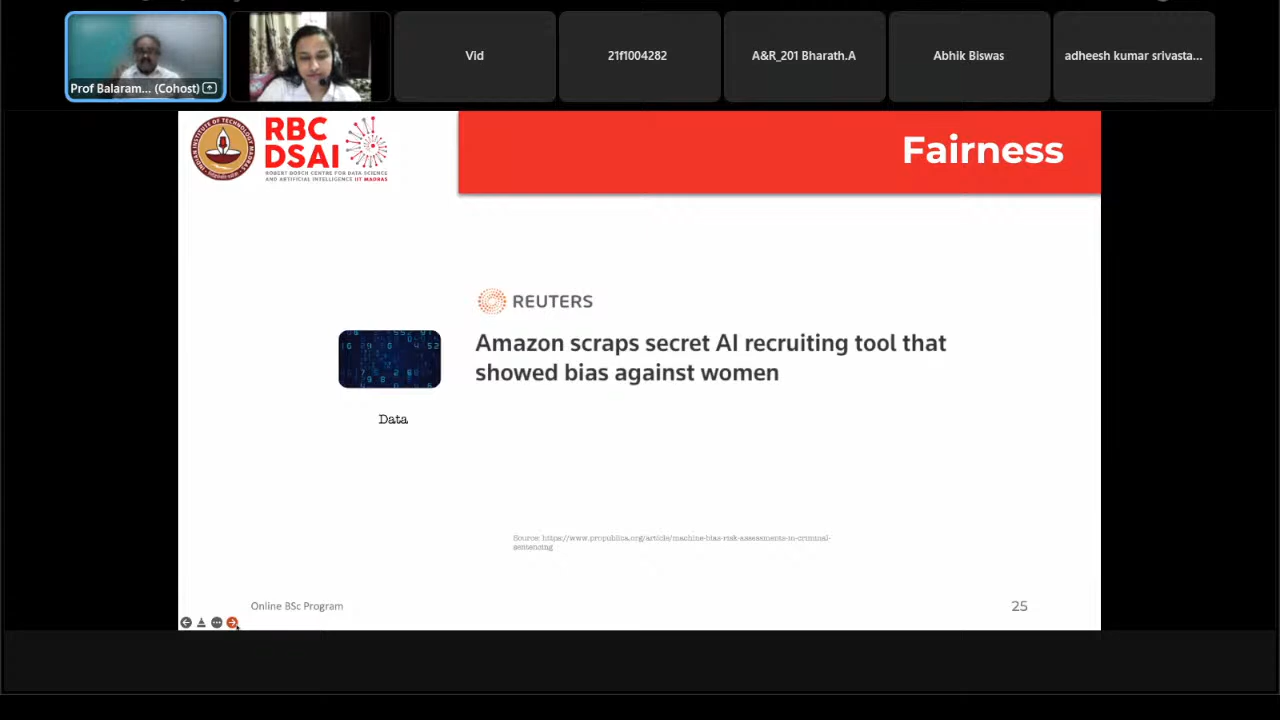 Prof Balaram... (Cohost)
Vid
21f1004282
A&R_201 Bharath.A
Abhik Biswas
adheesh kumar srivasta...
RBC
DSAI
ROBERT BOSCH CENTRE FOR DATA SCIENCE
AND ARTIFICIAL INTELLIGENCE IIT MADRAS
Fairness
REUTERS
Amazon scraps secret AI recruiting tool that
showed bias against women
Data
Source: https://www.propublica.org/article/machine-bias-risk-assessments-in-criminal-
sentencing
Online BSc Program
25